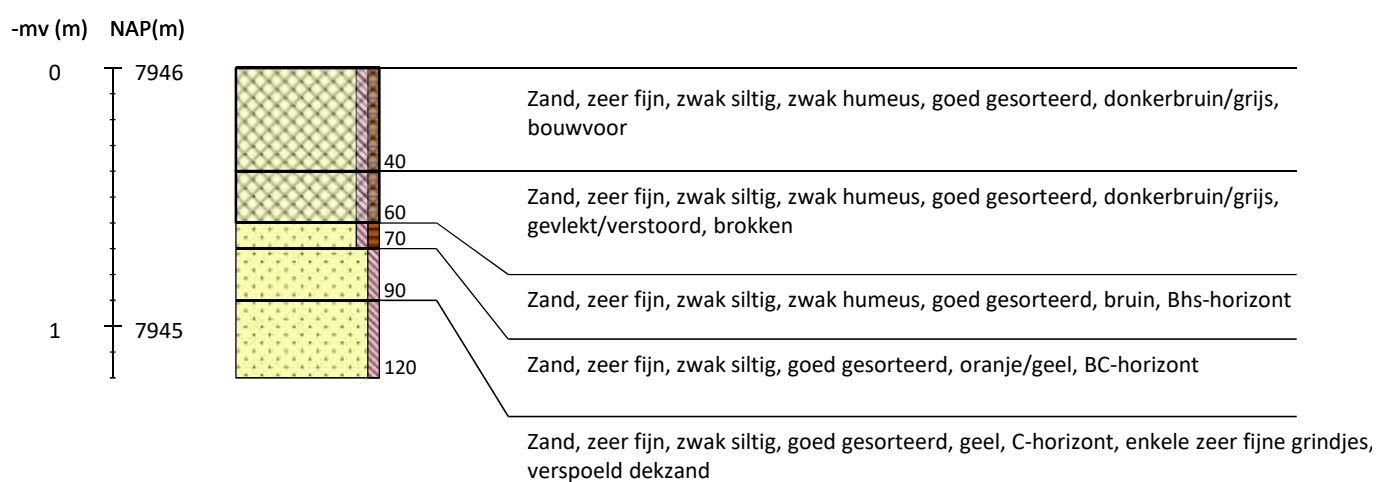 -mv (m) NAP(m)
0 7946
Zand, zeer fijn, zwak siltig, zwak humeus, goed gesorteerd, donkerbruin/grijs,
bouwvoor
40
Zand, zeer fijn, zwak siltig, zwak humeus, goed gesorteerd, donkerbruin/grijs,
gevlekt/verstoord, brokken
60
70
90
Zand, zeer fijn, zwak siltig, zwak humeus, goed gesorteerd, bruin, Bhs-horizont
1 7945
120
Zand, zeer fijn, zwak siltig, goed gesorteerd, oranje/geel, BC-horizont
Zand, zeer fijn, zwak siltig, goed gesorteerd, geel, C-horizont, enkele zeer fijne grindjes,
verspoeld dekzand